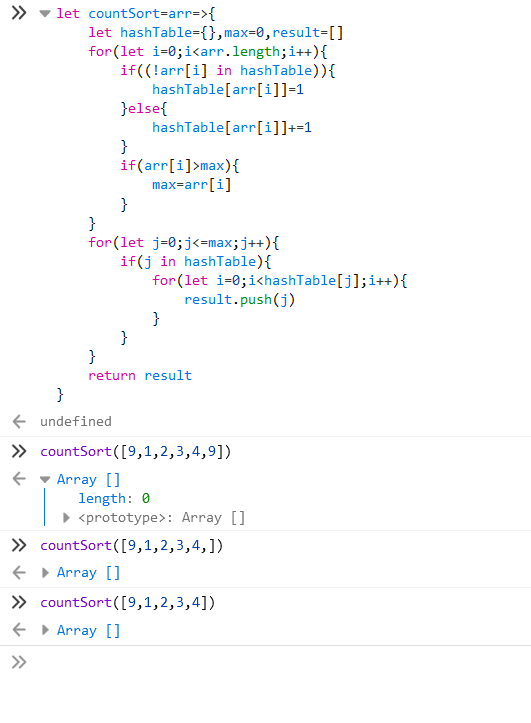 let countSort=arr=>{
let hashTable={},max=0,result=[]
for(let i=0;i<arr.length;i++){
if((!arr[i] in hashTable)){
hashTable[arr[i]]=1
}else{
hashTable[arr[i]]+=1
}
if(arr[i]>max){
max=arr[i]
}
}
for(let j=0;j<=max;j++){
if(j in hashTable){
for(let i=0;i<hashTable[j];i++){
result.push(j)
}
}
}
return result
}
undefined
countSort([9,1,2,3,4,9])
Array []
length: 0
<prototype>: Array []
countSort([9,1,2,3,4,])
Array []
countSort([9,1,2,3,4])
Array []